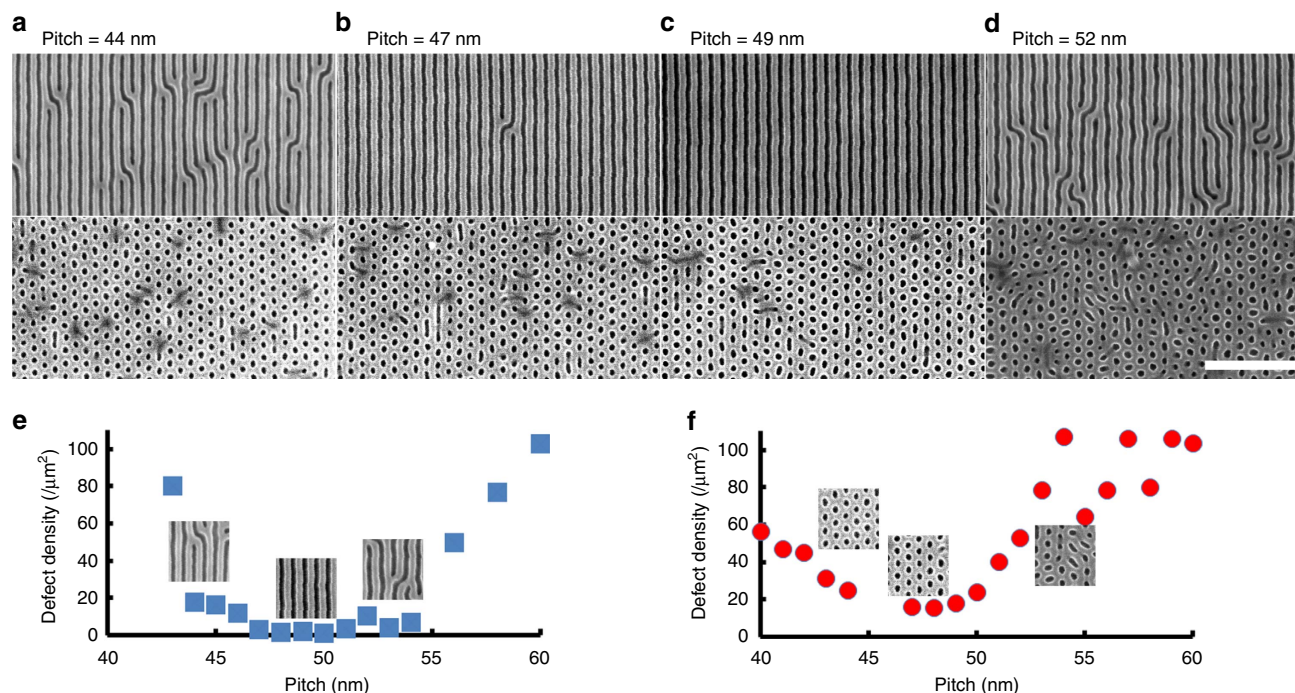 a b c d
Pitch = 44 nm Pitch = 47 nm Pitch = 49 nm Pitch = 52 nm
e
Defect density (/μm²)
100
80
60
40
20
0
40 45 50 55 60
Pitch (nm)
f
Defect density (/μm²)
100
80
60
40
20
0
40 45 50 55 60
Pitch (nm)